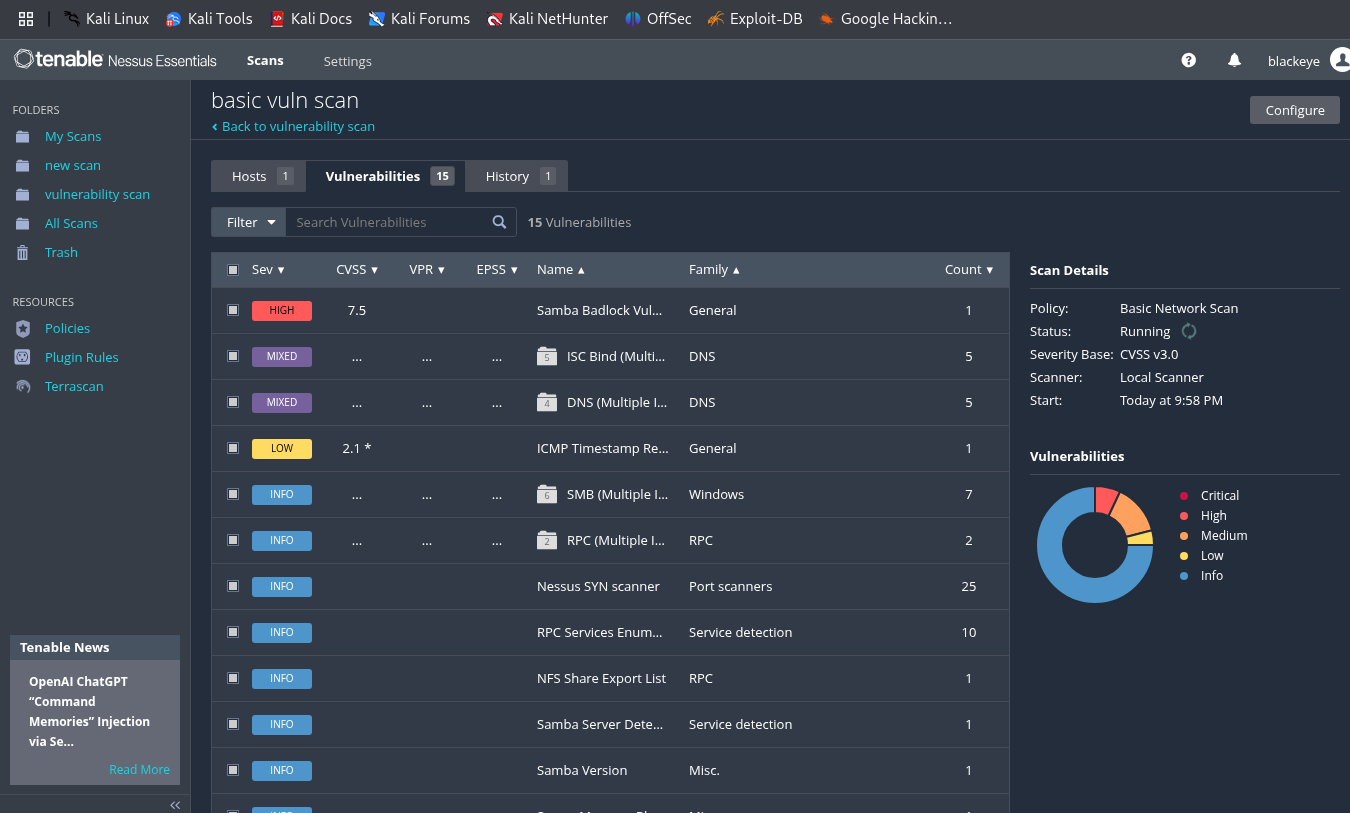 Kali Linux Kali Tools Kali Docs Kali Forums Kali NetHunter OffSec Exploit-DB Google Hackin…
tenable Nessus Essentials Scans Settings blackeye
FOLDERS
My Scans
new scan
vulnerability scan
All Scans
Trash
RESOURCES
Policies
Plugin Rules
Terrascan
Tenable News
OpenAI ChatGPT
“Command
Memories” Injection
via Se...
Read More
basic vuln scan
Back to vulnerability scan
Configure
Hosts 1 Vulnerabilities 15 History 1
Filter Search Vulnerabilities 15 Vulnerabilities
Sev CVSS VPR EPSS Name Family Count
HIGH 7.5 Samba Badlock Vul... General 1
MIXED ... ... ... 5 ISC Bind (Multi... DNS 5
MIXED ... ... ... 4 DNS (Multiple I... DNS 5
LOW 2.1 * ICMP Timestamp Re... General 1
INFO ... ... ... 6 SMB (Multiple I... Windows 7
INFO ... ... ... 2 RPC (Multiple I... RPC 2
INFO Nessus SYN scanner Port scanners 25
INFO RPC Services Enum... Service detection 10
INFO NFS Share Export List RPC 1
INFO Samba Server Dete... Service detection 1
INFO Samba Version Misc. 1
Scan Details
Policy: Basic Network Scan
Status: Running
Severity Base: CVSS v3.0
Scanner: Local Scanner
Start: Today at 9:58 PM
Vulnerabilities
Critical
High
Medium
Low
Info